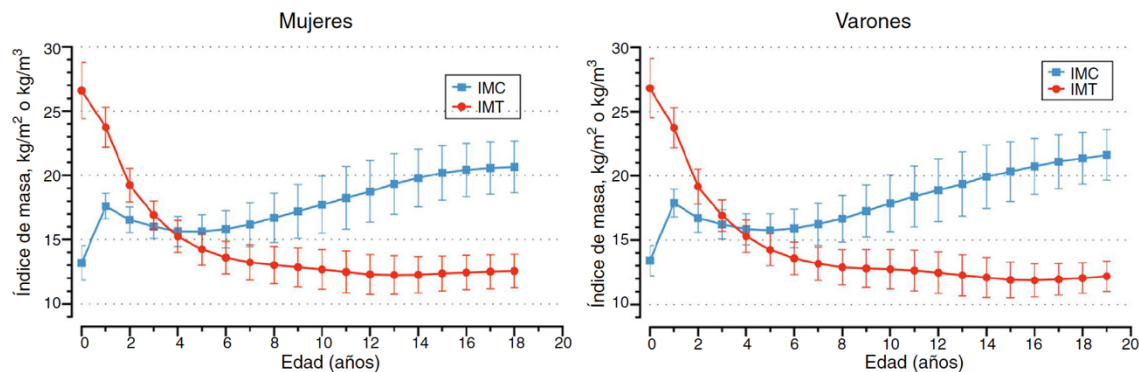 Mujeres
Índice de masa, kg/m² o kg/m³
30
25
20
15
10
IMC
IMT
0 2 4 6 8 10 12 14 16 18 20
Edad (años)
Varones
Índice de masa, kg/m² o kg/m³
30
25
20
15
10
IMC
IMT
0 2 4 6 8 10 12 14 16 18 20
Edad (años)